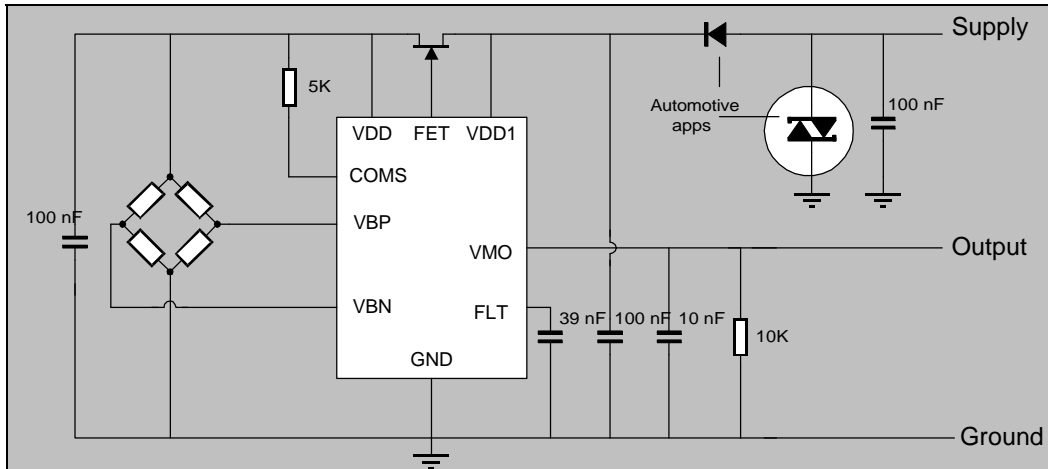 Supply
5K
Automotive
apps
100 nF
VDD
FET
VDD1
COMS
100 nF
VBP
VMO
Output
VBN
FLT
39 nF
100 nF
10 nF
10K
GND
Ground